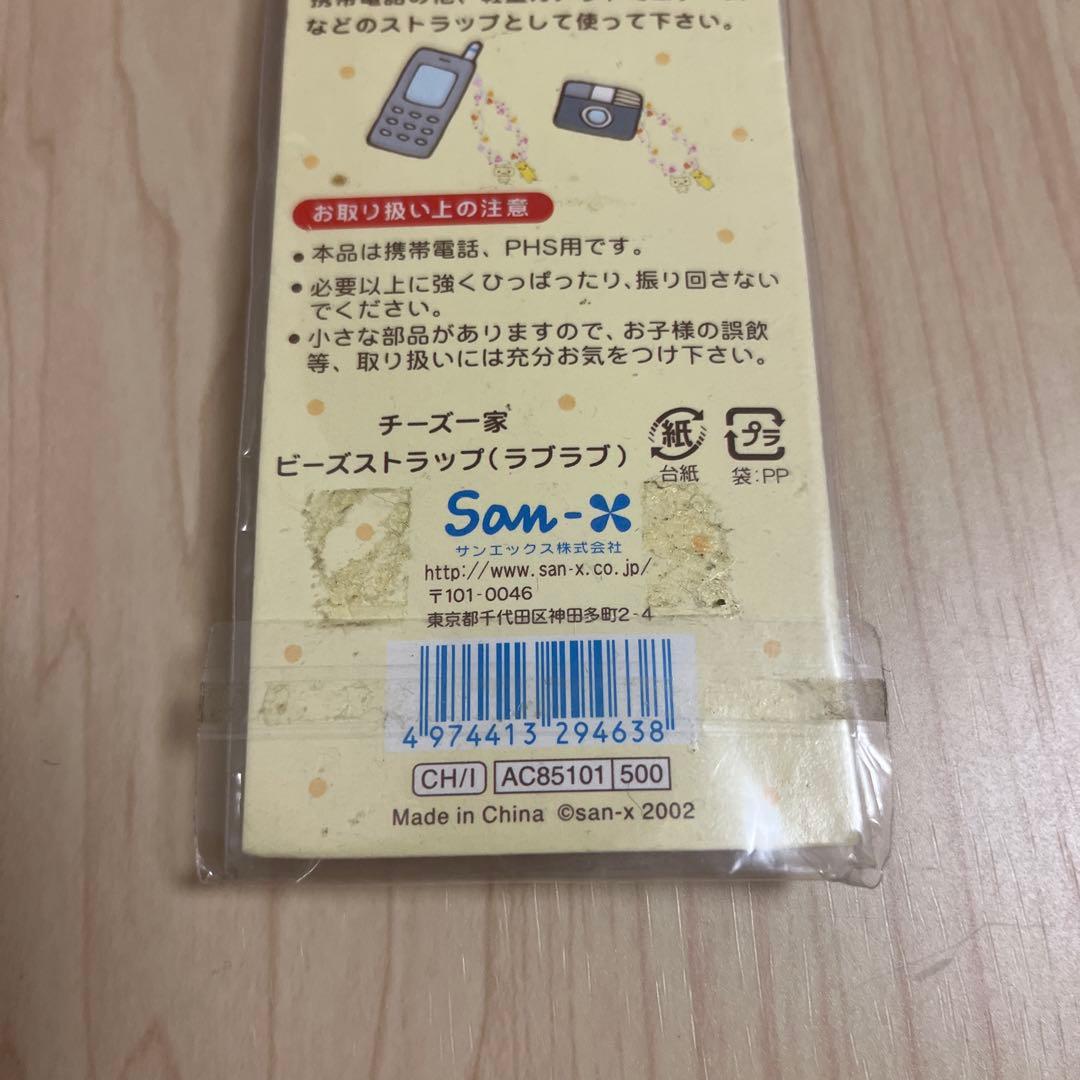 などのストラップとして使って下さい。
お取り扱い上の注意
●本品は携帯電話、PHS用です。
●必要以上に強くひっぱったり、振り回さない
でください。
●小さな部品がありますので、お子様の誤飲
等、取り扱いには充分お気をつけ下さい。
チーズ一家
ビーズストラップ(ラブラブ)
紙
台紙
プラ
袋:PP
San-X
サンエックス株式会社
http://www.san-x.co.jp/
〒101-0046
東京都千代田区神田多町2-4
4 974413 294638
CH/I AC85101 500
Made in China ©san-x 2002